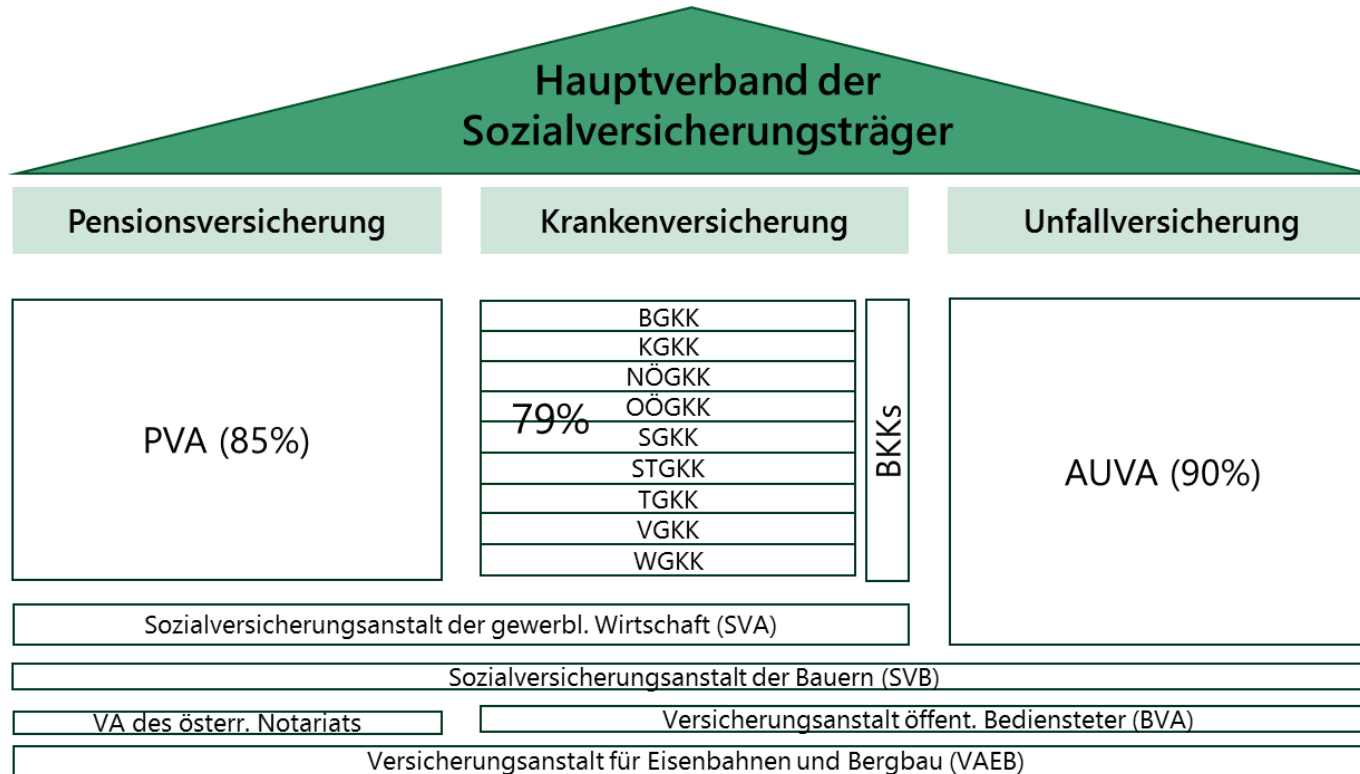 Hauptverband der
Sozialversicherungsträger
Pensionsversicherung
Krankenversicherung
Unfallversicherung
PVA (85%)
79%
BGKK
KGKK
NÖGKK
OÖGKK
SGKK
STGKK
TGKK
VGKK
WGKK
BKKs
AUVA (90%)
Sozialversicherungsanstalt der gewerbl. Wirtschaft (SVA)
Sozialversicherungsanstalt der Bauern (SVB)
VA des österr. Notariats
Versicherungsanstalt öffent. Bediensteter (BVA)
Versicherungsanstalt für Eisenbahnen und Bergbau (VAEB)